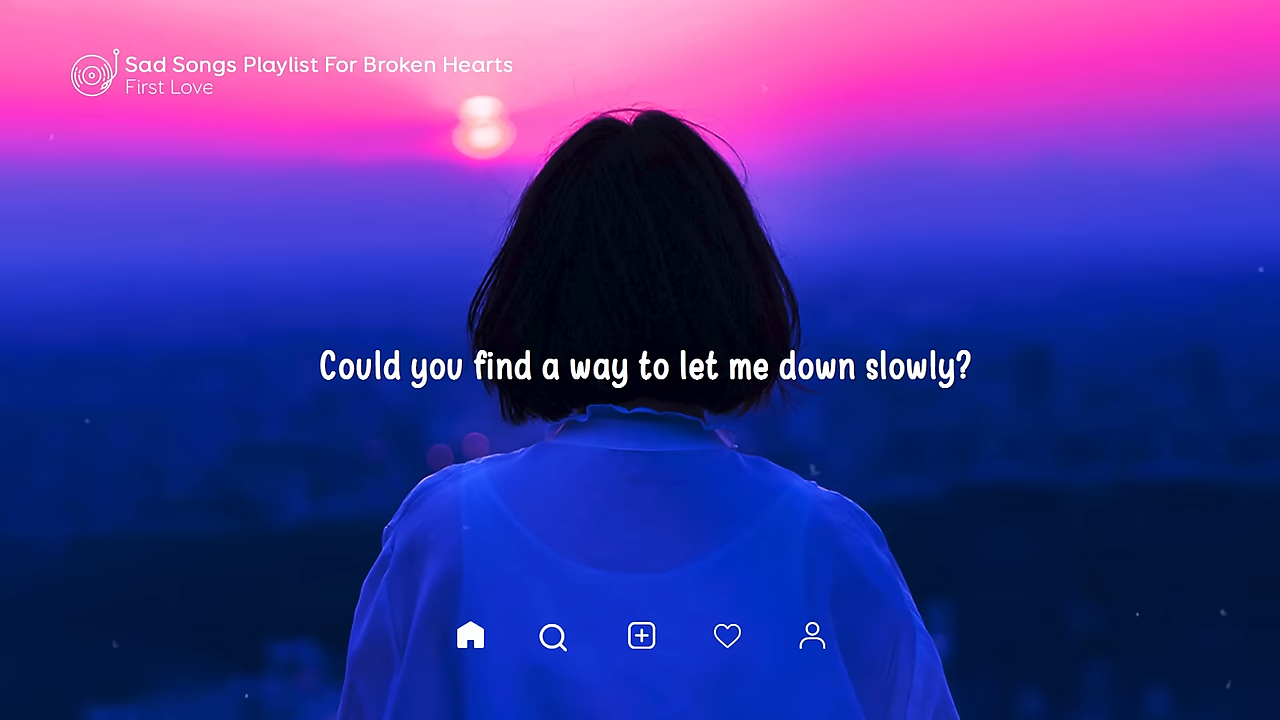 Sad Songs Playlist For Broken Hearts
First Love
Could you find a way to let me down slowly?